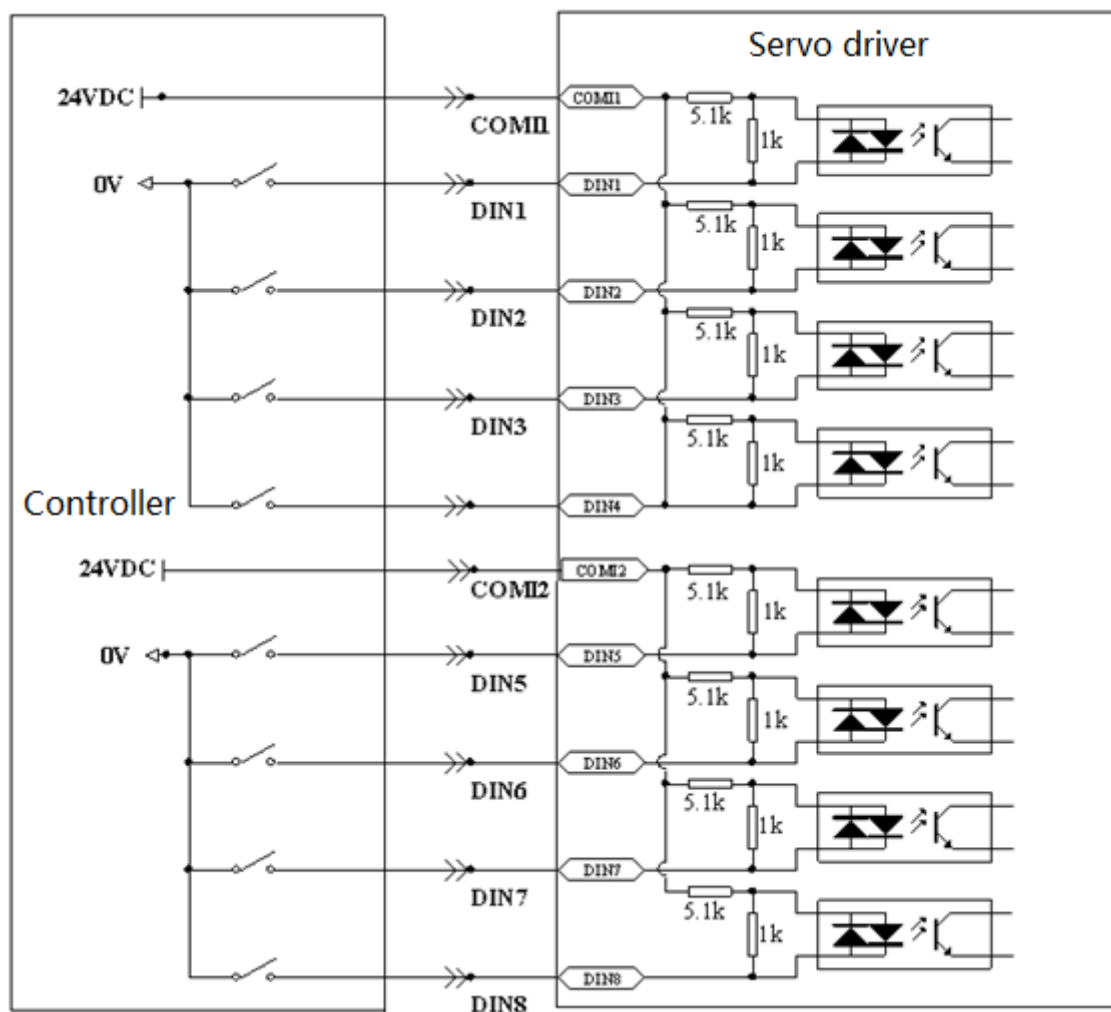 Servo driver
24VDC
COMI1
COMI1
5.1k
1k
0V
DIN1
DIN1
5.1k
1k
DIN2
DIN2
5.1k
1k
DIN3
DIN3
5.1k
1k
Controller
DIN4
24VDC
COMI2
COMI2
5.1k
1k
0V
DIN5
DIN5
5.1k
1k
DIN6
DIN6
5.1k
1k
DIN7
DIN7
5.1k
1k
DIN8
DIN8